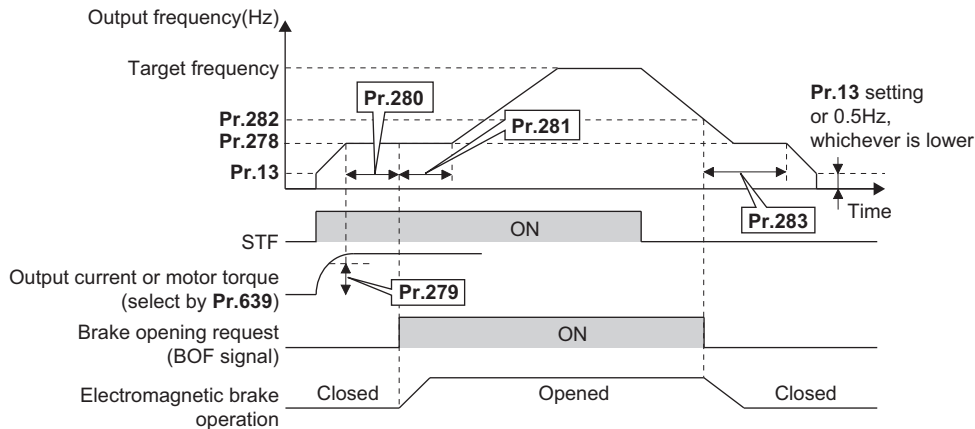 Output frequency(Hz)
Target frequency
Pr.280
Pr.13 setting
or 0.5Hz,
whichever is lower
Pr.282
Pr.281
Pr.278
Pr.13
Time
Pr.283
STF
ON
Output current or motor torque
(select by Pr.639)
Pr.279
Brake opening request
(BOF signal)
ON
Electromagnetic brake
operation
Closed
Opened
Closed